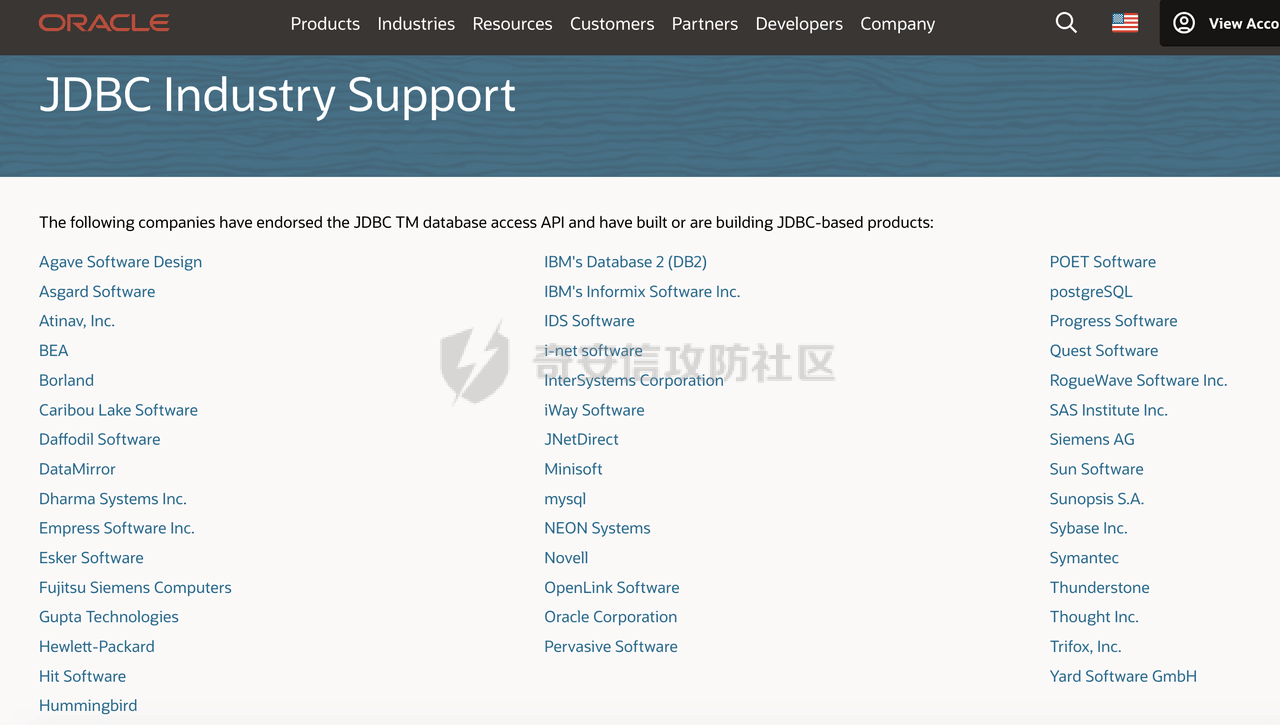 ORACLE
Products Industries Resources Customers Partners Developers Company
View Acco
JDBC Industry Support
The following companies have endorsed the JDBC TM database access API and have built or are building JDBC-based products:
Agave Software Design
Asgard Software
Atinav, Inc.
BEA
Borland
Caribou Lake Software
Daffodil Software
DataMirror
Dharma Systems Inc.
Empress Software Inc.
Esker Software
Fujitsu Siemens Computers
Gupta Technologies
Hewlett-Packard
Hit Software
Hummingbird
IBM's Database 2 (DB2)
IBM's Informix Software Inc.
IDS Software
i-net software
InterSystems Corporation
iWay Software
JNetDirect
Minisoft
mysql
NEON Systems
Novell
OpenLink Software
Oracle Corporation
Pervasive Software
POET Software
postgreSQL
Progress Software
Quest Software
RogueWave Software Inc.
SAS Institute Inc.
Siemens AG
Sun Software
Sunopsis S.A.
Sybase Inc.
Symantec
Thunderstone
Thought Inc.
Trifox, Inc.
Yard Software GmbH
奇安信攻防社区